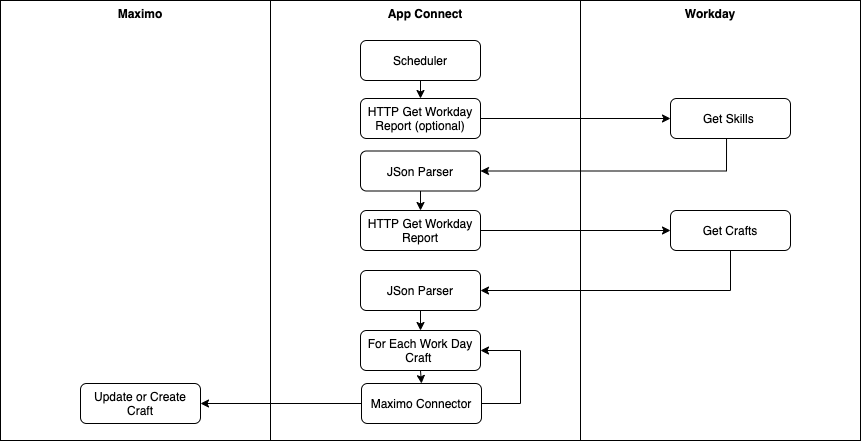 Maximo
App Connect
Workday
Scheduler
HTTP Get Workday
Report (optional)
Get Skills
JSon Parser
HTTP Get Workday
Report
Get Crafts
JSon Parser
For Each Work Day
Craft
Update or Create
Craft
Maximo Connector